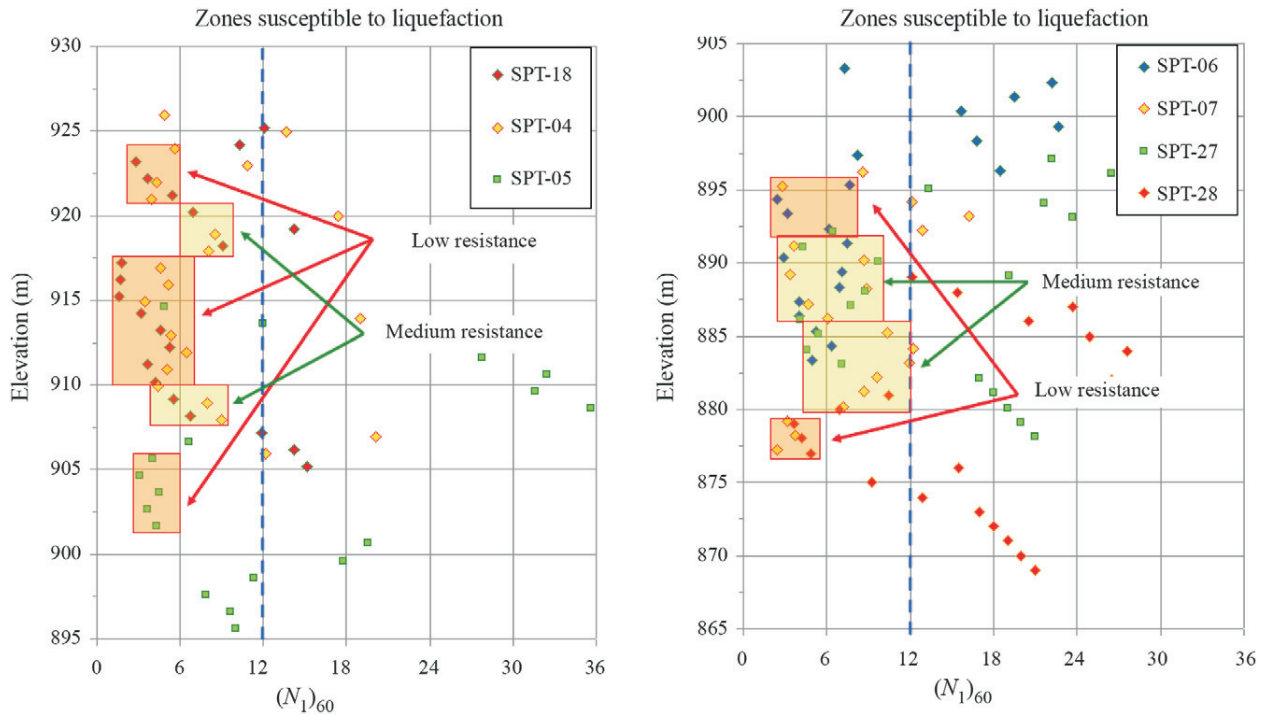 Zones susceptible to liquefaction
930
925
920
915
910
905
900
895
Elevation (m)
SPT-18
SPT-04
SPT-05
Low resistance
Medium resistance
0 6 12 18 24 30 36
(N1)60
Zones susceptible to liquefaction
905
900
895
890
885
880
875
870
865
Elevation (m)
SPT-06
SPT-07
SPT-27
SPT-28
Medium resistance
Low resistance
0 6 12 18 24 30 36
(N1)60